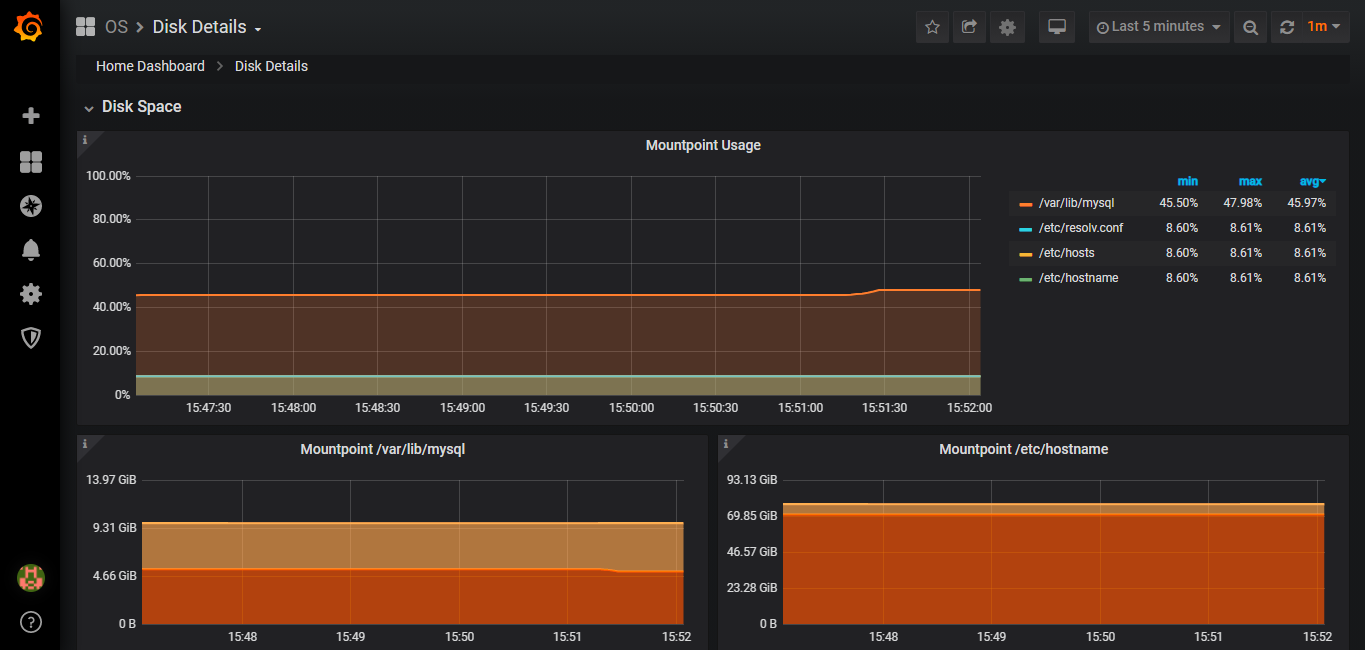 OS > Disk Details
Last 5 minutes
1m
Home Dashboard > Disk Details
Disk Space
i
Mountpoint Usage
100.00%
80.00%
60.00%
40.00%
20.00%
0%
15:47:30 15:48:00 15:48:30 15:49:00 15:49:30 15:50:00 15:50:30 15:51:00 15:51:30 15:52:00
min max avg
/var/lib/mysql 45.50% 47.98% 45.97%
/etc/resolv.conf 8.60% 8.61% 8.61%
/etc/hosts 8.60% 8.61% 8.61%
/etc/hostname 8.60% 8.61% 8.61%
i
Mountpoint /var/lib/mysql
13.97 GiB
9.31 GiB
4.66 GiB
0 B
15:48 15:49 15:50 15:51 15:52
i
Mountpoint /etc/hostname
93.13 GiB
69.85 GiB
46.57 GiB
23.28 GiB
0 B
15:48 15:49 15:50 15:51 15:52
?